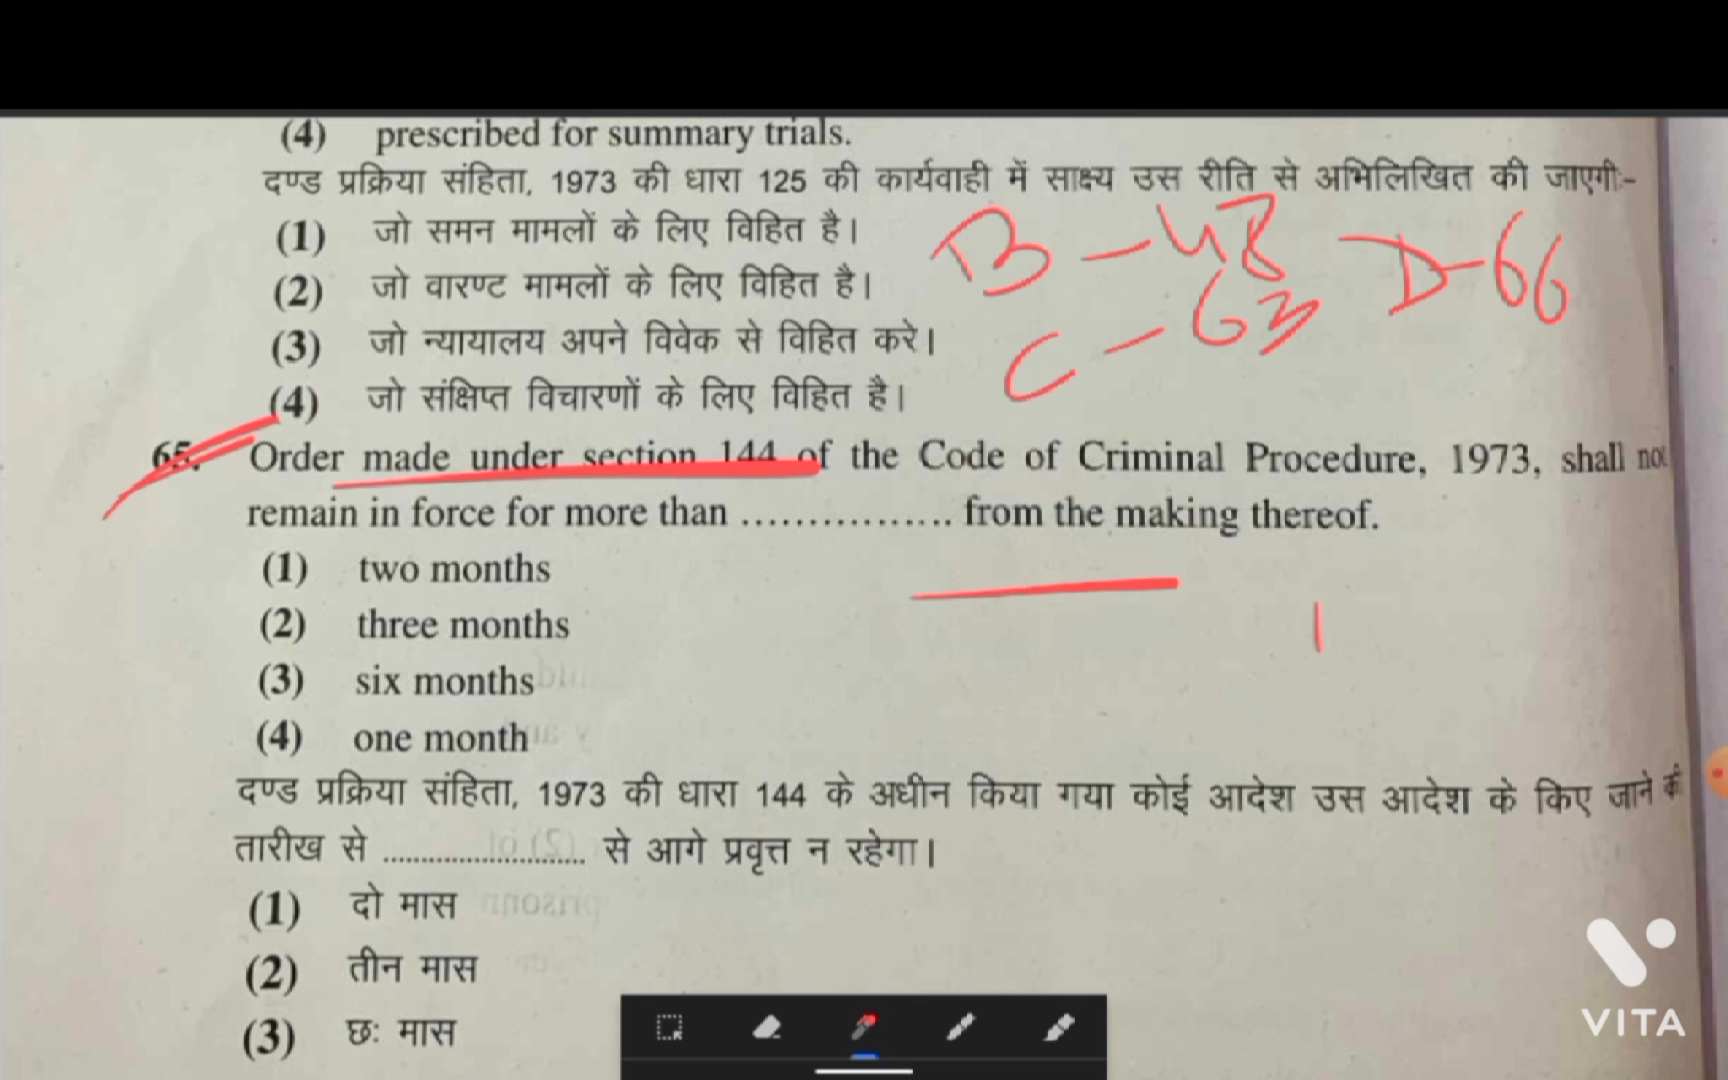 (4) prescribed for summary trials.
दण्ड प्रक्रिया संहिता, 1973 की धारा 125 की कार्यवाही में साक्ष्य उस रीति से अभिलिखित की जाएगी:-
(1) जो समन मामलों के लिए विहित है।
(2) जो वारण्ट मामलों के लिए विहित है।
(3) जो न्यायालय अपने विवेक से विहित करे।
(4) जो संक्षिप्त विचारणों के लिए विहित है।
B - 48 D - 66
C - 63
65. Order made under section 144 of the Code of Criminal Procedure, 1973, shall not
remain in force for more than ................ from the making thereof.
(1) two months
(2) three months
(3) six months
(4) one month
1
दण्ड प्रक्रिया संहिता, 1973 की धारा 144 के अधीन किया गया कोई आदेश उस आदेश के किए जाने की
तारीख से ........................... से आगे प्रवृत्त न रहेगा।
(1) दो मास
(2) तीन मास
(3) छः मास
VITA